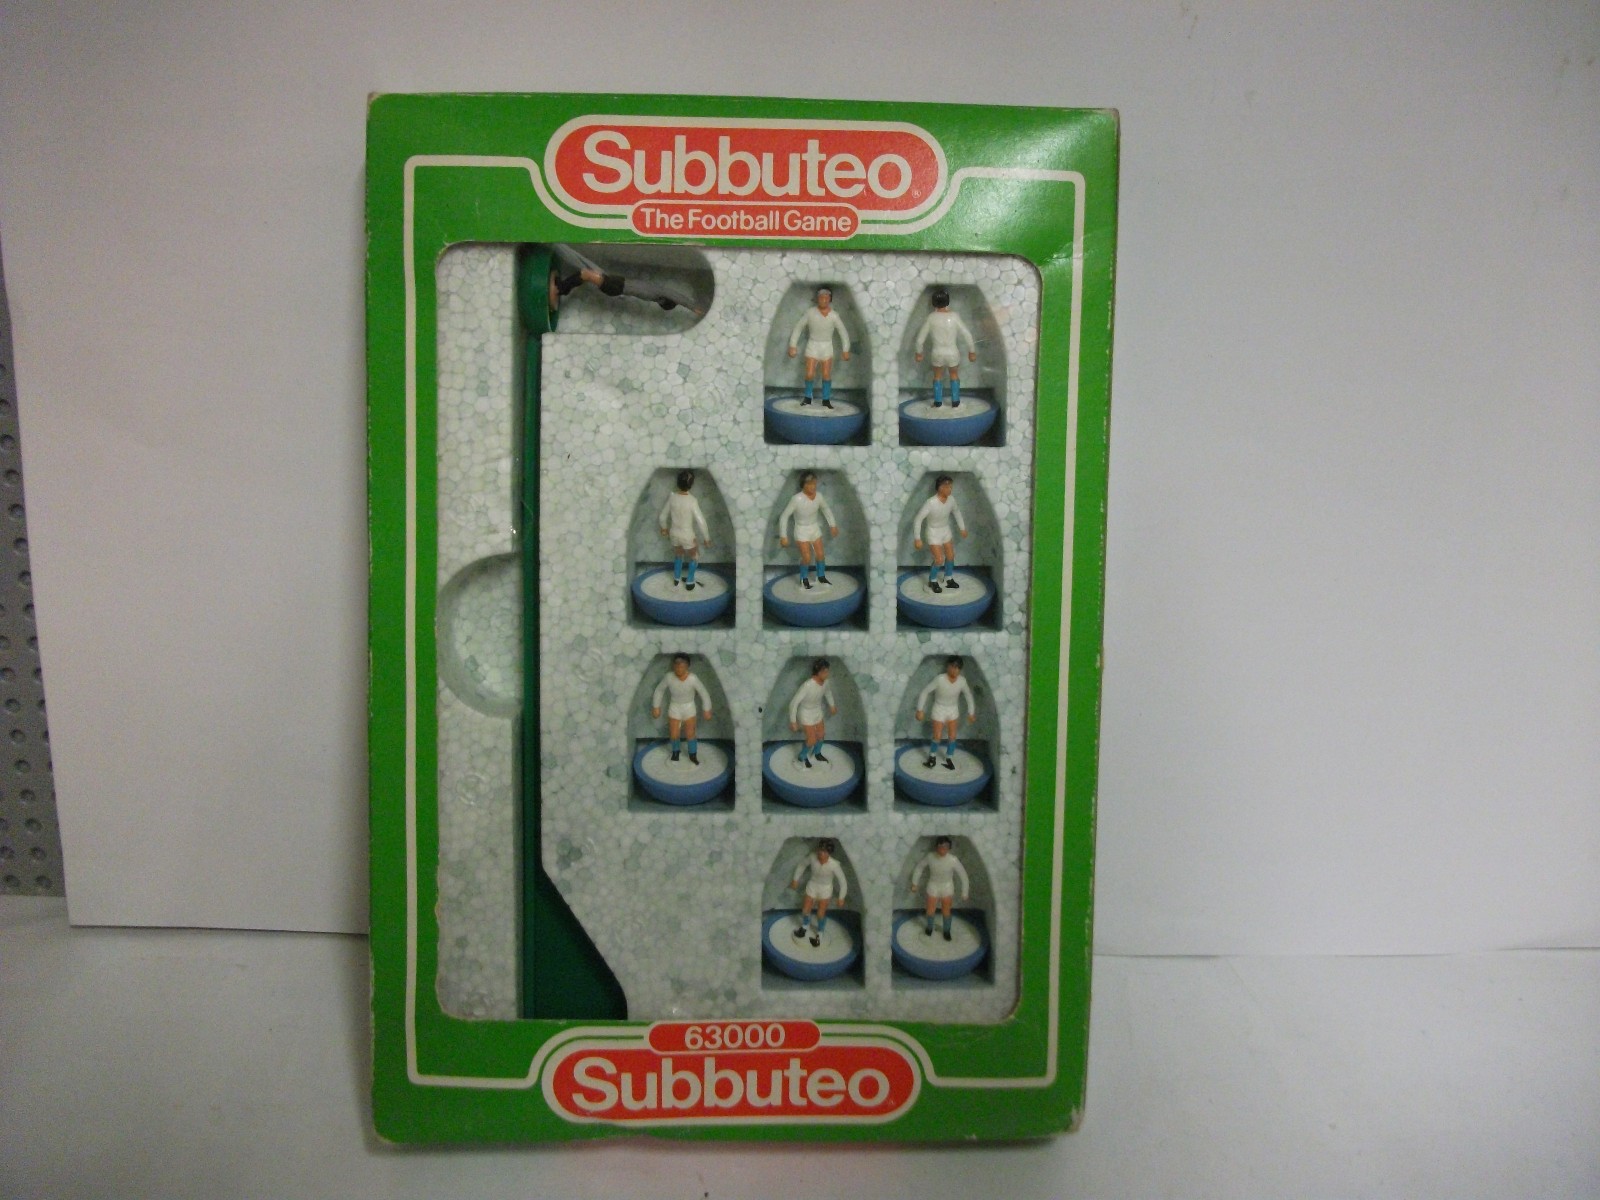 Subbuteo
The Football Game
63000
Subbuteo